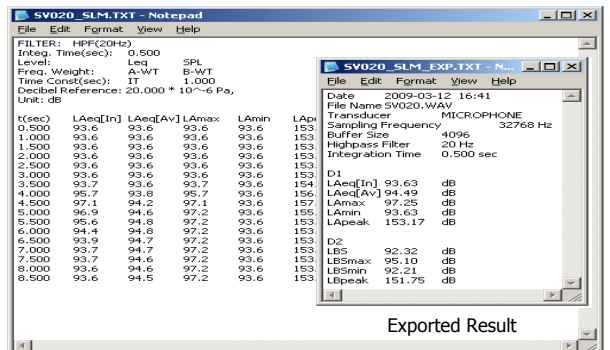 SV020_SLM.TXT - Notepad
File Edit Format View Help
FILTER: HPF(20Hz)
Integ. Time(sec): 0.500
Level: Leq SPL
Freq. Weight: A-WT B-WT
Time Const(sec): IT 1.000
Decibel Reference: 20.000 * 10^-6 Pa,
Unit: dB
t(sec) LAeq[In] LAeq[Av] LAmax LAmin LApe
0.500 93.6 93.6 93.6 93.6 153.
1.000 93.6 93.6 93.6 93.6 153.
1.500 93.6 93.6 93.6 93.6 153.
2.000 93.6 93.6 93.6 93.6 153.
2.500 93.6 93.6 93.6 93.6 153.
3.000 93.6 93.6 93.6 93.6 153.
3.500 93.7 93.6 93.7 93.6 154.
4.000 95.7 93.8 95.7 93.6 156.
4.500 97.1 94.2 97.1 93.6 157.
5.000 96.9 94.6 97.2 93.6 155.
5.500 95.6 94.8 97.2 93.6 153.
6.000 94.4 94.8 97.2 93.6 153.
6.500 93.9 94.7 97.2 93.6 153.
7.000 93.7 94.7 97.2 93.6 153.
7.500 93.7 94.6 97.2 93.6 153.
8.000 93.6 94.6 97.2 93.6 153.
8.500 93.6 94.5 97.2 93.6 153.
SV020_SLM_EXP.TXT - N...
File Edit Format View Help
Date 2009-03-12 16:41
File Name SV020.WAV
Transducer MICROPHONE
Sampling Frequency 32768 Hz
Buffer Size 4096
Highpass Filter 20 Hz
Integration Time 0.500 sec
D1
LAeq[In] 93.63 dB
LAeq[Av] 94.49 dB
LAmax 97.25 dB
LAmin 93.63 dB
LApeak 153.17 dB
D2
LBS 92.32 dB
LBSmax 95.10 dB
LBSmin 92.21 dB
LBpeak 151.75 dB
Exported Result